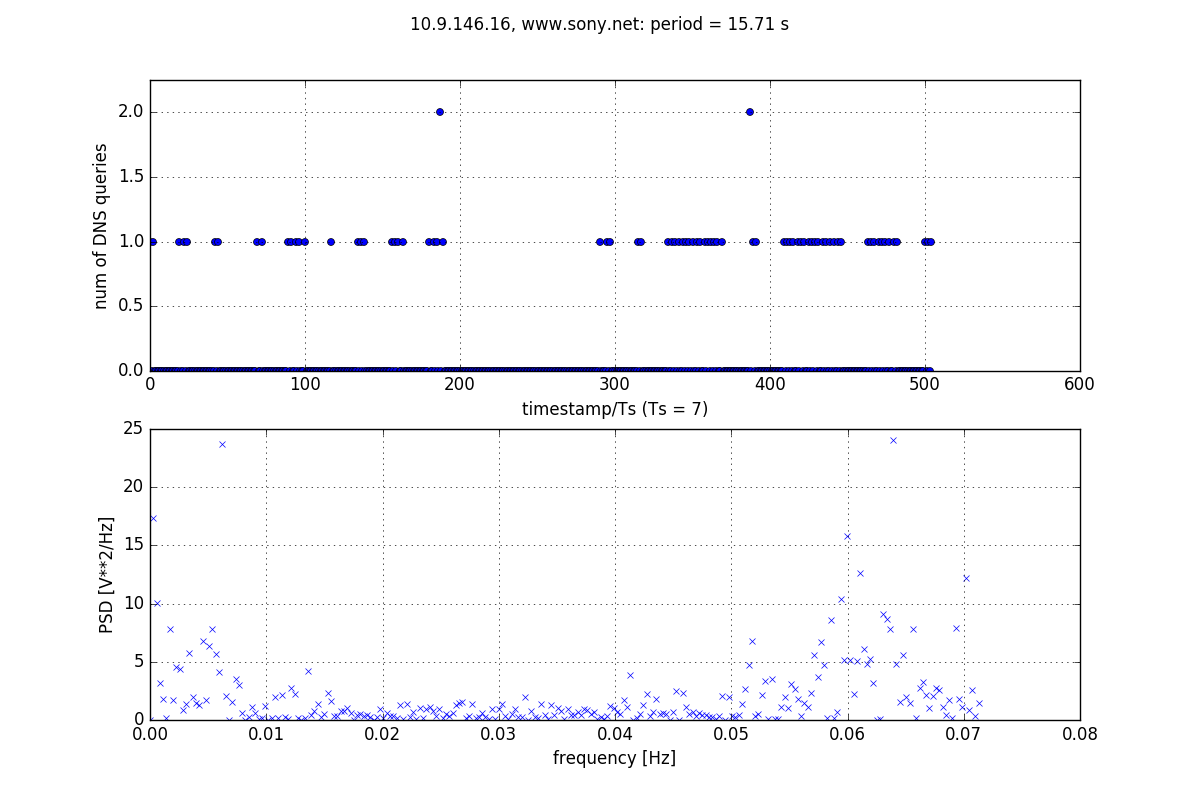 10.9.146.16, www.sony.net: period = 15.71 s
num of DNS queries
2.0
1.5
1.0
0.5
0.0
0 100 200 300 400 500 600
timestamp/Ts (Ts = 7)
PSD [V**2/Hz]
25
20
15
10
5
0
0.00 0.01 0.02 0.03 0.04 0.05 0.06 0.07 0.08
frequency [Hz]